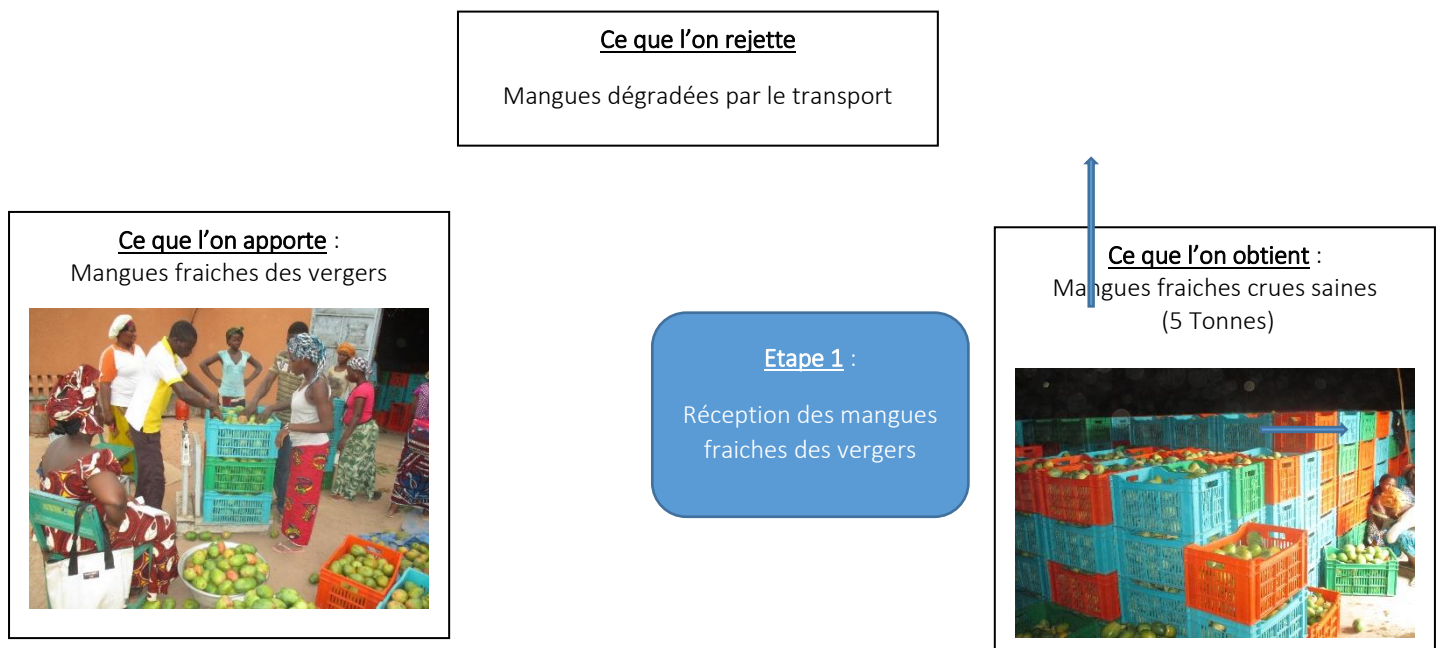 Ce que l’on rejette
Mangues dégradées par le transport
Ce que l’on apporte :
Mangues fraiches des vergers
Etape 1 :
Réception des mangues
fraiches des vergers
Ce que l’on obtient :
Mangues fraiches crues saines
(5 Tonnes)